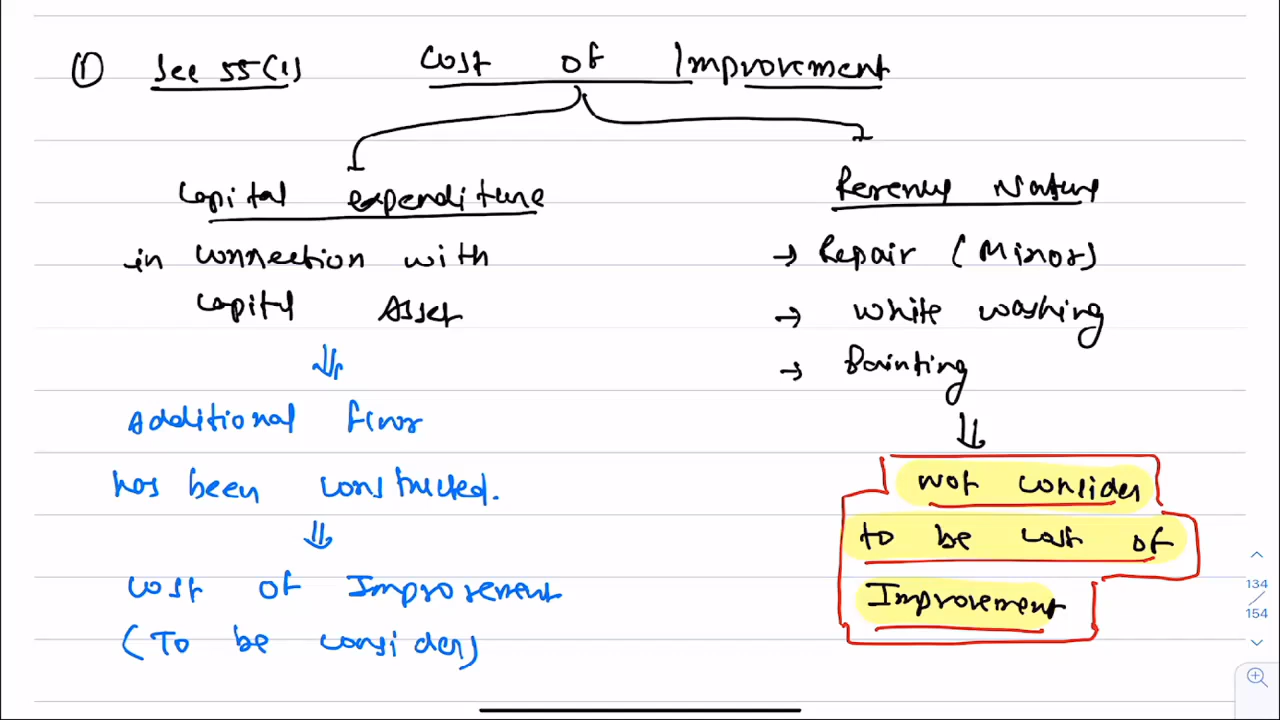 ① Sec 55(1) Cost of Improvement
Capital expenditure
in connection with
capital Asset
⇓
Additional floor
has been constructed.
⇓
cost of Improvement
(To be consider)
Revenue Nature
→ Repair (Minor)
→ White washing
→ Painting
⇓
not consider
to be cost of
Improvement
134
154